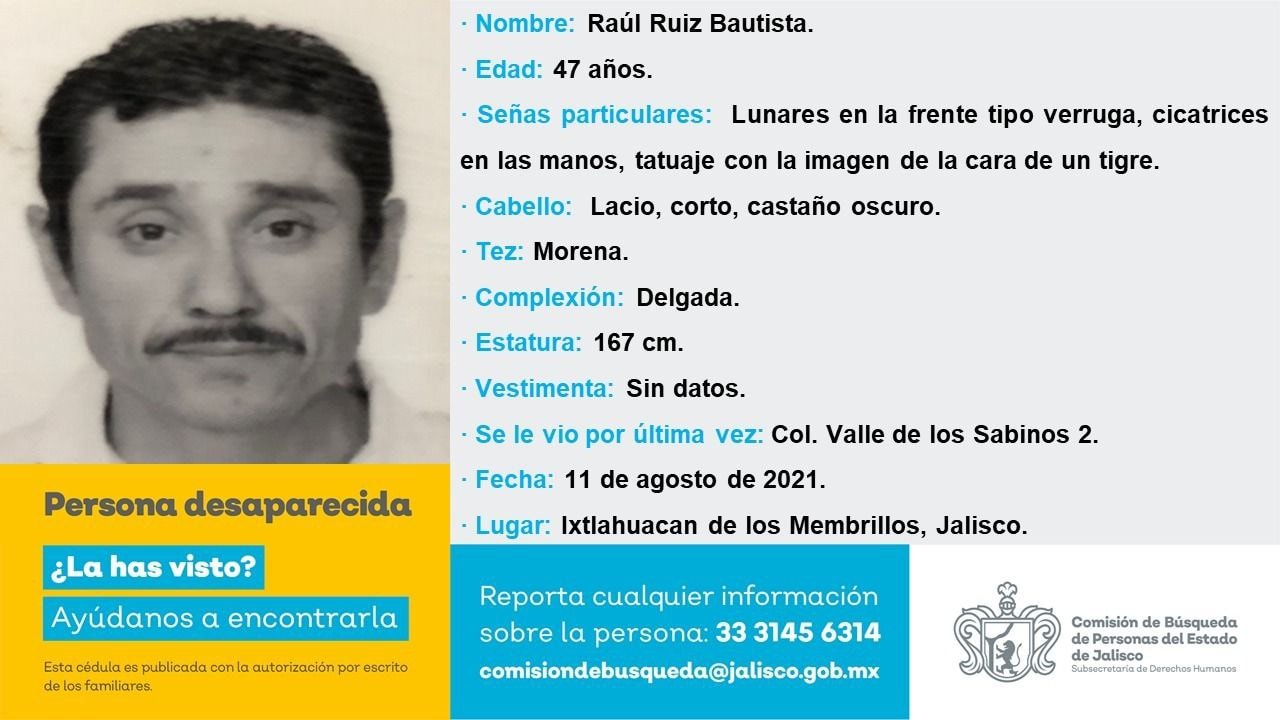 · Nombre: Raúl Ruiz Bautista.
· Edad: 47 años.
· Señas particulares: Lunares en la frente tipo verruga, cicatrices
en las manos, tatuaje con la imagen de la cara de un tigre.
· Cabello: Lacio, corto, castaño oscuro.
· Tez: Morena.
· Complexión: Delgada.
· Estatura: 167 cm.
· Vestimenta: Sin datos.
· Se le vio por última vez: Col. Valle de los Sabinos 2.
· Fecha: 11 de agosto de 2021.
· Lugar: Ixtlahuacan de los Membrillos, Jalisco.
Persona desaparecida
¿La has visto?
Ayúdanos a encontrarla
Esta cédula es publicada con la autorización por escrito
de los familiares.
Reporta cualquier información
sobre la persona: 33 3145 6314
comisiondebusqueda@jalisco.gob.mx
Comisión de Búsqueda
de Personas del Estado
de Jalisco
Subsecretaría de Derechos Humanos